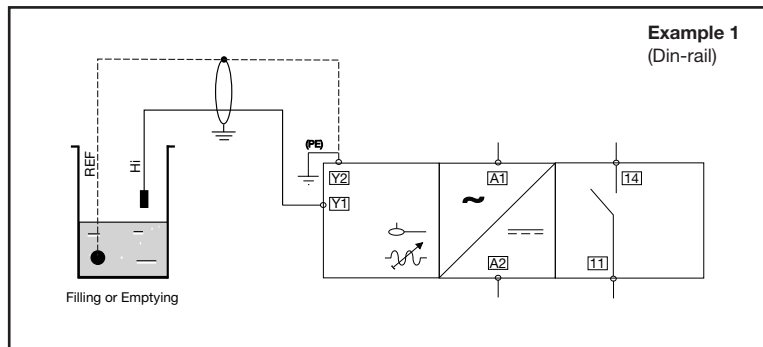 Example 1
(Din-rail)
REF
Hi
(PE)
Y2
A1
14
Y1
~
A2
11
Filling or Emptying